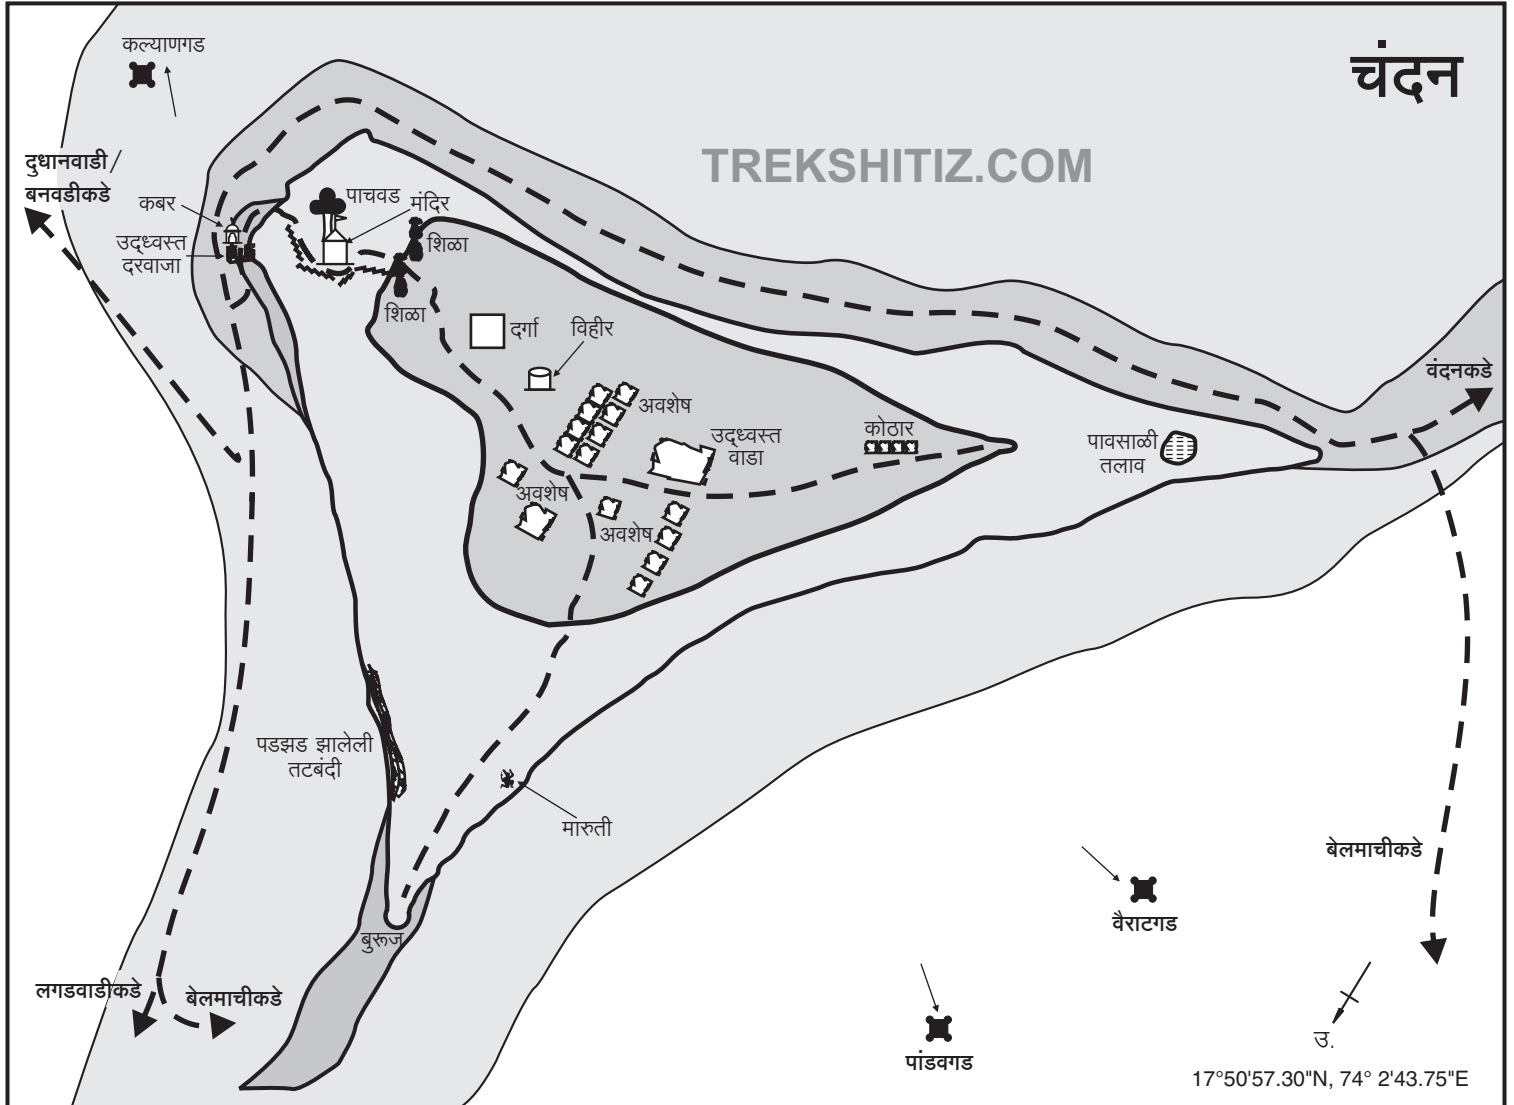 कल्याणगड
चंदन
दुधानवाडी/
बनवडीकडे
TREKSHITIZ.COM
पाचवड
मंदिर
कबर
उद्ध्वस्त
दरवाजा
शिळा
शिळा
दर्गा
विहीर
वंदनकडे
अवशेष
उद्ध्वस्त
वाडा
कोठार
पावसाळी
तलाव
अवशेष
अवशेष
पडझड झालेली
तटबंदी
मारुती
बेलमाचीकडे
वैराटगड
बुरूज
लगडवाडीकडे
बेलमाचीकडे
पांडवगड
उ.
17°50'57.30"N, 74° 2'43.75"E